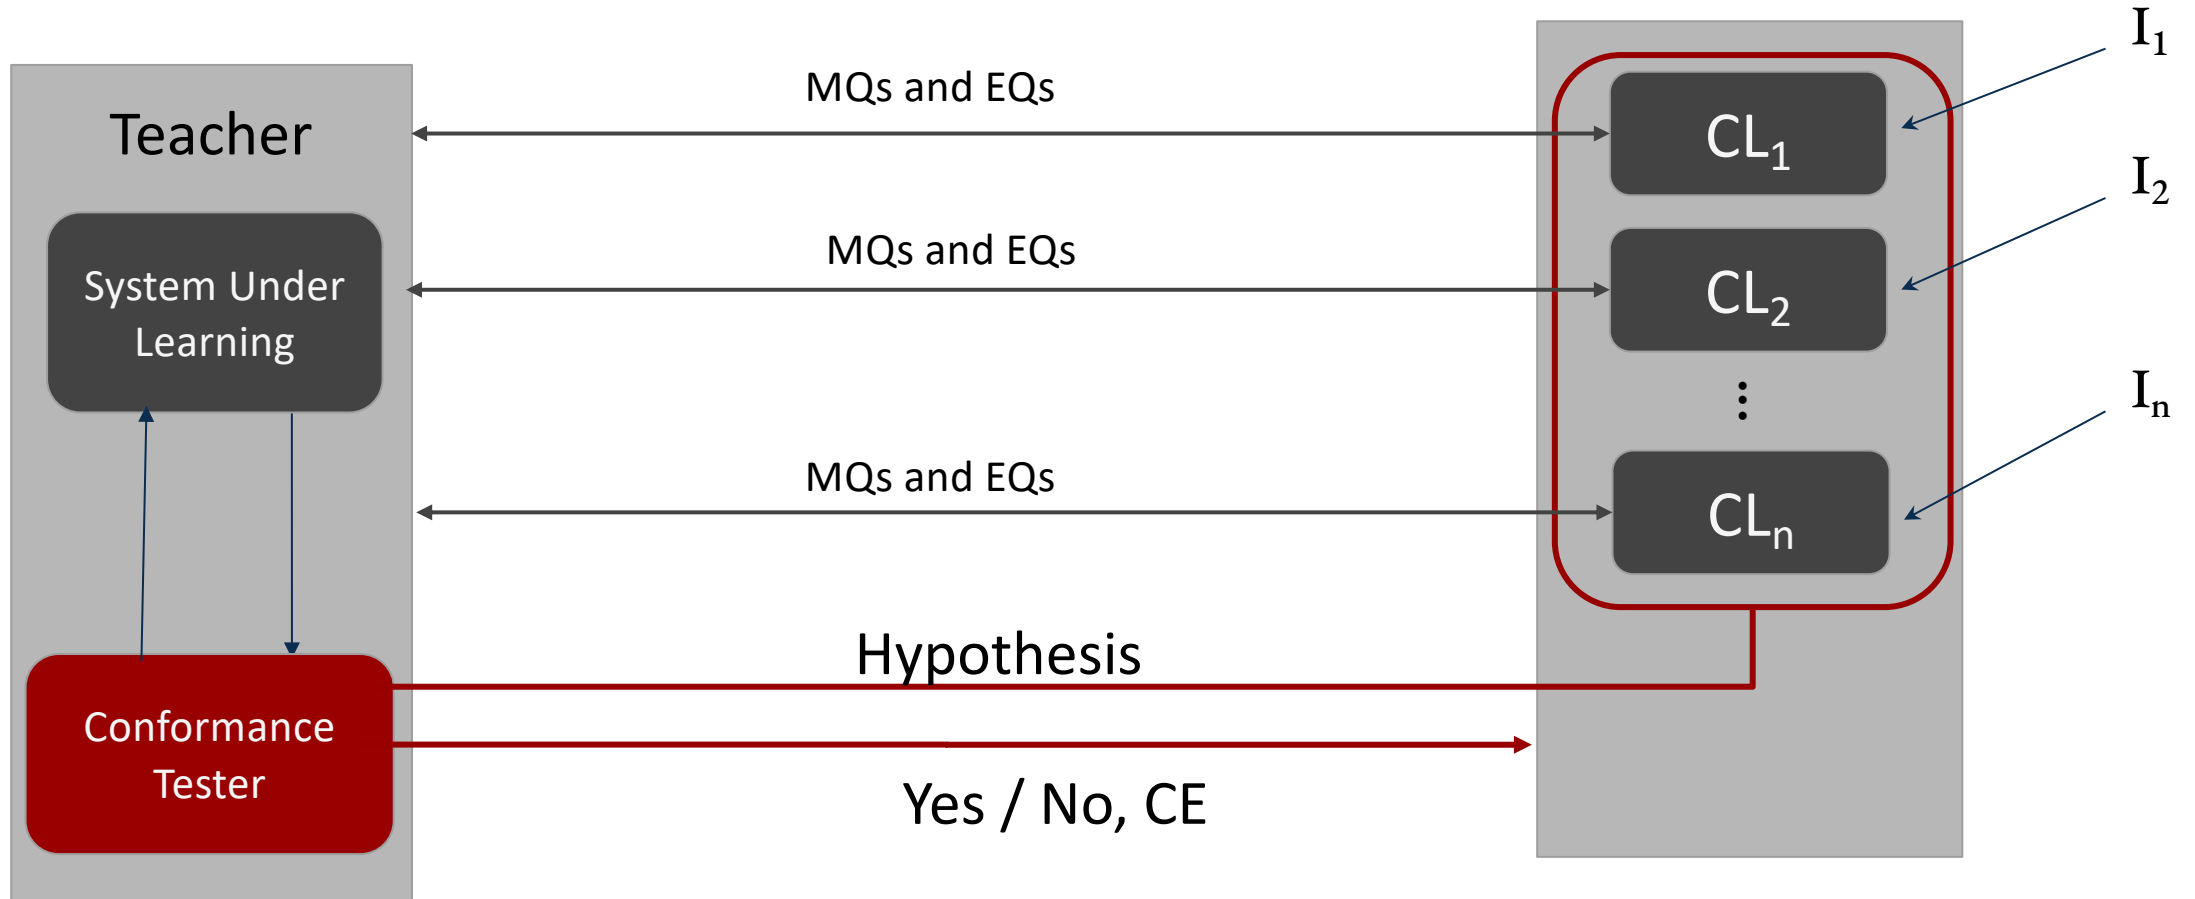 Teacher
System Under
Learning
Conformance
Tester
MQs and EQs
MQs and EQs
MQs and EQs
Hypothesis
Yes / No, CE
CL₁
CL₂
⋮
CLₙ
I₁
I₂
Iₙ